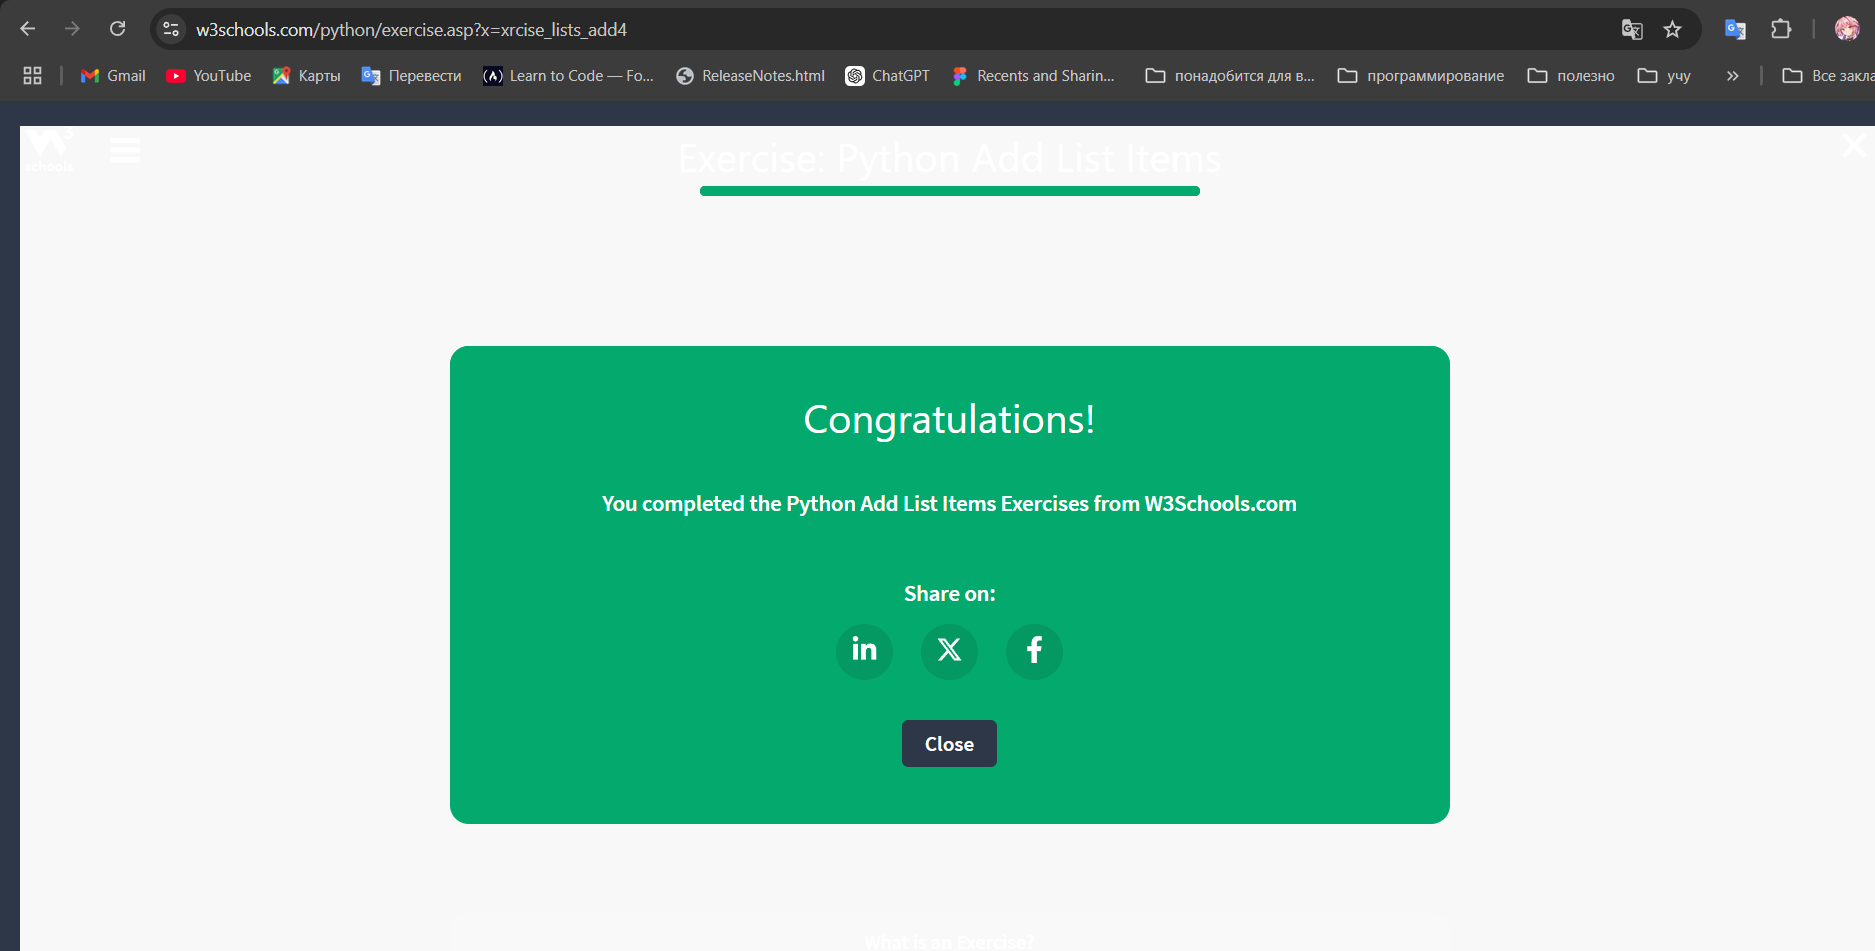 w3schools.com/python/exercise.asp?x=xrcise_lists_add4
Gmail YouTube Карты Перевести Learn to Code — Fo... ReleaseNotes.html ChatGPT Recents and Sharin... понадобится для в... программирование полезно учу » Все закла
W3 schools
Exercise: Python Add List Items
Congratulations!
You completed the Python Add List Items Exercises from W3Schools.com
Share on:
in X f
Close
What is an Exercise?